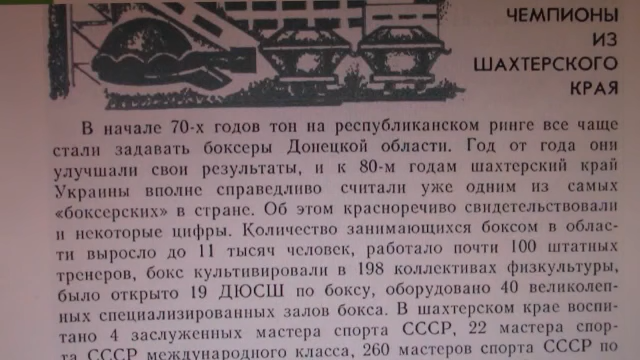 ЧЕМПИОНЫ
ИЗ
ШАХТЕРСКОГО
КРАЯ
В начале 70-х годов тон на республиканском ринге все чаще
стали задавать боксеры Донецкой области. Год от года они
улучшали свои результаты, и к 80-м годам шахтерский край
Украины вполне справедливо считали уже одним из самых
«боксерских» в стране. Об этом красноречиво свидетельствовали
и некоторые цифры. Количество занимающихся боксом в облас-
ти выросло до 11 тысяч человек, работало почти 100 штатных
тренеров, бокс культивировали в 198 коллективах физкультуры,
было открыто 19 ДЮСШ по боксу, оборудовано 40 великолеп-
ных специализированных залов бокса. В шахтерском крае воспи-
тано 4 заслуженных мастера спорта СССР, 22 мастера спор-
та СССР международного класса, 260 мастеров спорта СССР по